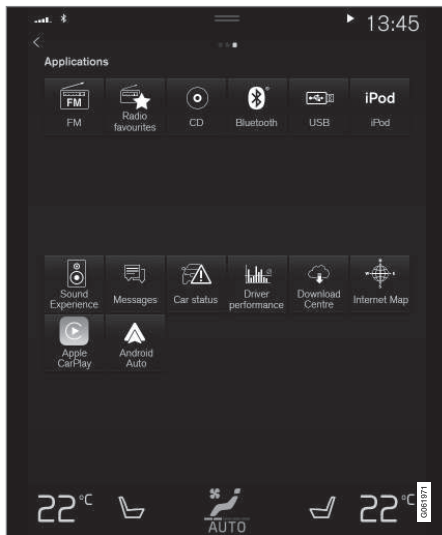 13:45
Applications
FM
FM
Radio
favourites
CD
Bluetooth
USB
iPod
iPod
Sound
Experience
Messages
Car status
Driver
performance
Download
Centre
Internet Map
Apple
CarPlay
Android
Auto
22°C
AUTO
22°C
G061971